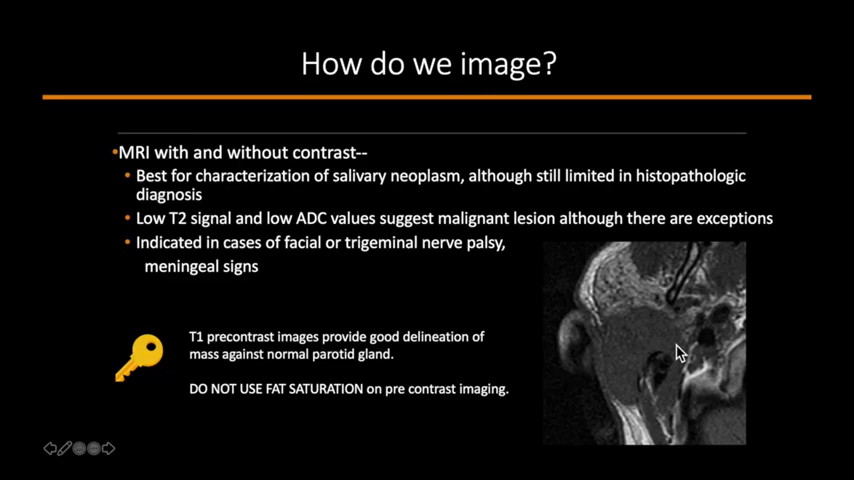 How do we image?
•MRI with and without contrast--
• Best for characterization of salivary neoplasm, although still limited in histopathologic
diagnosis
• Low T2 signal and low ADC values suggest malignant lesion although there are exceptions
• Indicated in cases of facial or trigeminal nerve palsy,
meningeal signs
T1 precontrast images provide good delineation of
mass against normal parotid gland.
DO NOT USE FAT SATURATION on pre contrast imaging.